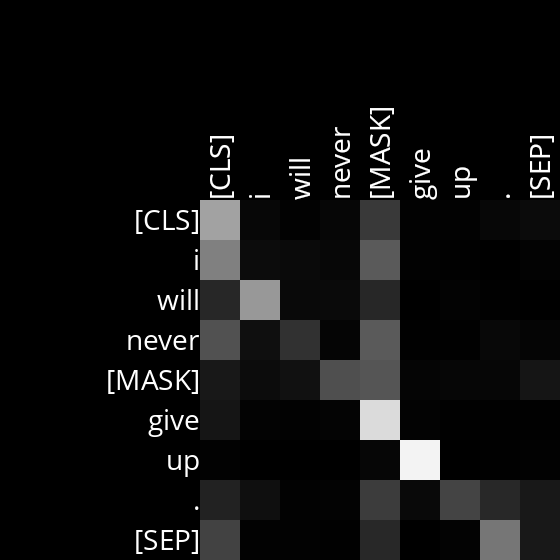 [CLS] i will never [MASK] give up . [SEP]
[CLS]
i
will
never
[MASK]
give
up
.
[SEP]